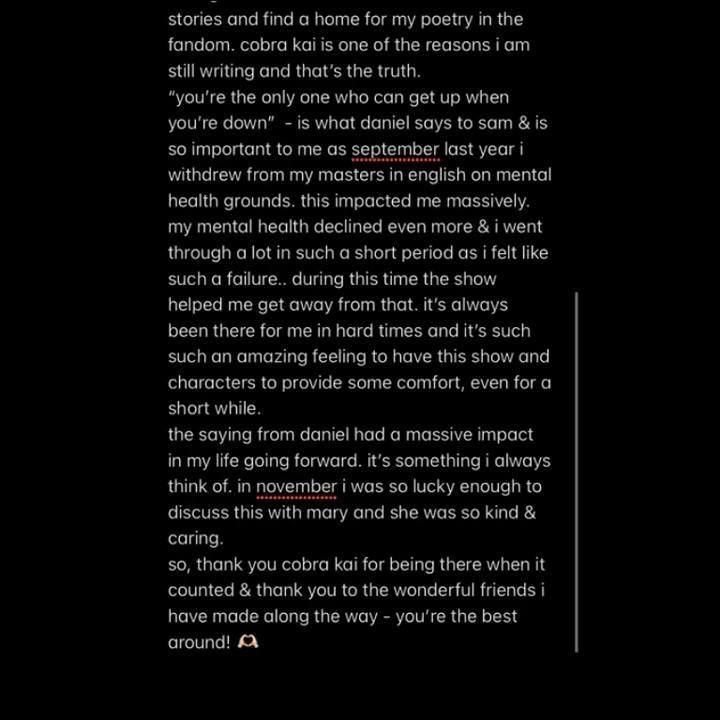 stories and find a home for my poetry in the
fandom. cobra kai is one of the reasons i am
still writing and that’s the truth.
“you’re the only one who can get up when
you’re down”  - is what daniel says to sam & is
so important to me as september last year i
withdrew from my masters in english on mental
health grounds. this impacted me massively.
my mental health declined even more & i went
through a lot in such a short period as i felt like
such a failure.. during this time the show
helped me get away from that. it’s always
been there for me in hard times and it’s such
such an amazing feeling to have this show and
characters to provide some comfort, even for a
short while.
the saying from daniel had a massive impact
in my life going forward. it’s something i always
think of. in november i was so lucky enough to
discuss this with mary and she was so kind &
caring.
so, thank you cobra kai for being there when it
counted & thank you to the wonderful friends i
have made along the way - you’re the best
around! 🫶🏼